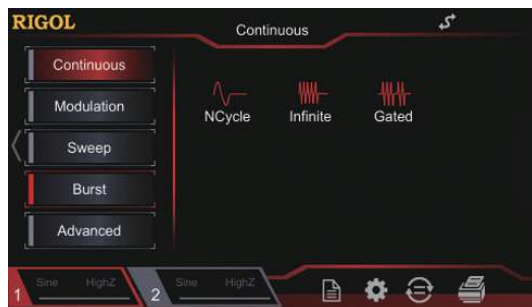 RIGOL
Continuous
Continuous
Modulation
Sweep
Burst
Advanced
NCycle
Infinite
Gated
1
Sine
HighZ
2
Sine
HighZ